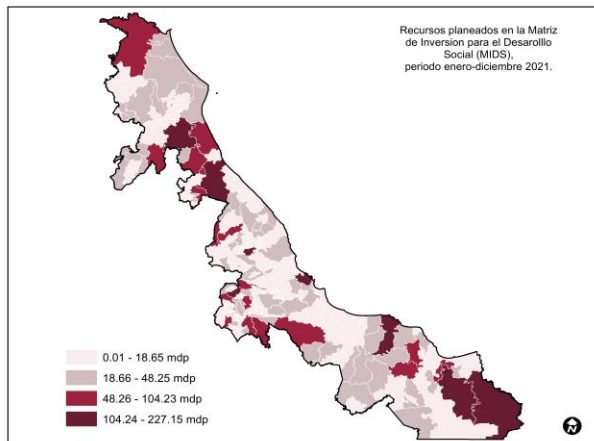 Recursos planeados en la Matriz
de Inversion para el Desarolllo
Social (MIDS),
periodo enero-diciembre 2021.
0.01 - 18.65 mdp
18.66 - 48.25 mdp
48.26 - 104.23 mdp
104.24 - 227.15 mdp
N